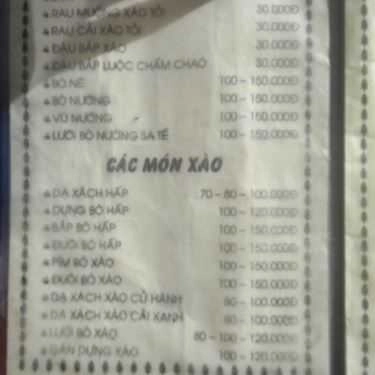 RAU MUỐNG XÀO TỎI 30.000Đ
RAU CẢI XÀO TỎI 30.000Đ
ĐẬU BẮP XÀO 30.000Đ
ĐẬU BẮP LUỘC CHẤM CHAO 30.000Đ
BÒ NÉ 100 - 150.000Đ
BÒ NƯỚNG 100 - 150.000Đ
VÚ NƯỚNG 100 - 150.000Đ
LƯỠI BÒ NƯỚNG SA TẾ 100 - 150.000Đ
CÁC MÓN XÀO
DẠ XÁCH HẤP 70 - 80 - 100.000Đ
DỰNG BÒ HẤP 100 - 120.000Đ
BẮP BÒ HẤP 100 - 150.000Đ
ĐUÔI BÒ HẤP 100 - 150.000Đ
PÍM BÒ XÀO 100 - 150.000Đ
ĐUÔI BÒ XÀO 100 - 150.000Đ
DẠ XÁCH XÀO CỦ HÀNH 80 - 100.000Đ
DẠ XÁCH XÀO CẢI XANH 80 - 100.000Đ
LƯỠI BÒ XÀO 80 - 100 - 120.000Đ
GÂN DỰNG XÀO 100 - 120.000Đ